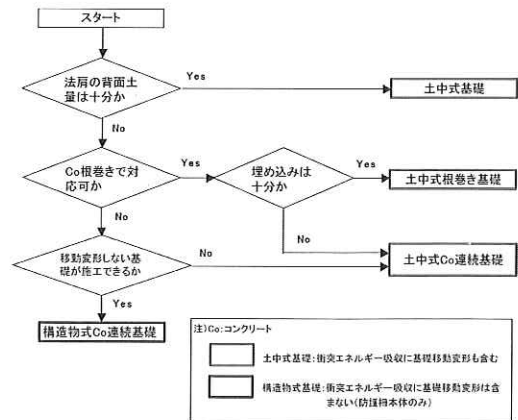 スタート
法肩の背面土
量は十分か
Yes
土中式基礎
No
Co根巻きで対
応可か
Yes
埋め込みは
十分か
Yes
土中式根巻き基礎
No
No
移動変形しない基
礎が施工できるか
No
土中式Co連続基礎
Yes
構造物式Co連続基礎
注)Co:コンクリート
土中式基礎:衝突エネルギー吸収に基礎移動変形も含む
構造物式基礎:衝突エネルギー吸収に基礎移動変形は含
まない(防護柵本体のみ)